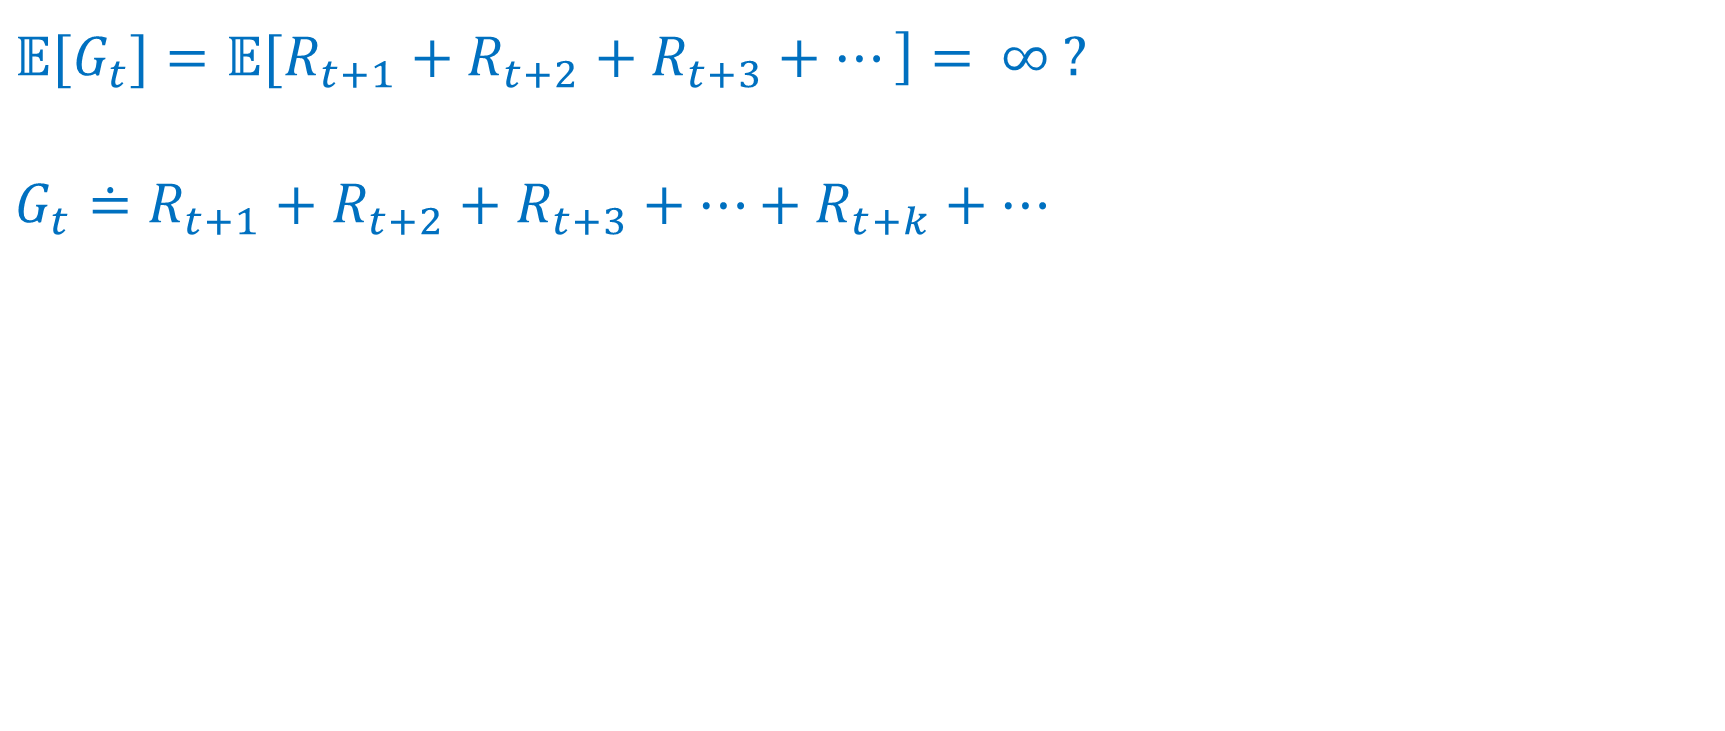 𝔼[G_t] = 𝔼[R_{t+1} + R_{t+2} + R_{t+3} + ⋯ ] = ∞ ?
G_t ≐ R_{t+1} + R_{t+2} + R_{t+3} + ⋯ + R_{t+k} + ⋯